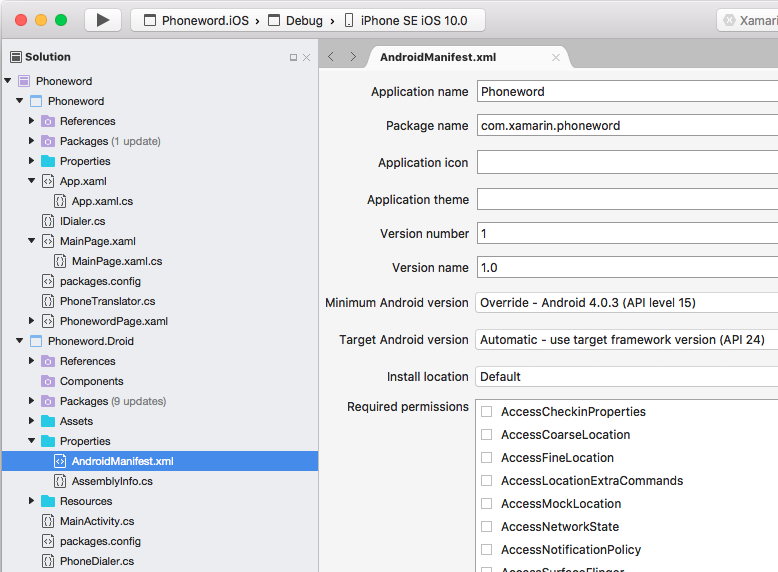 Phoneword.iOS › Debug › iPhone SE iOS 10.0
Solution
Phoneword
Phoneword
References
Packages (1 update)
Properties
App.xaml
App.xaml.cs
IDialer.cs
MainPage.xaml
MainPage.xaml.cs
packages.config
PhoneTranslator.cs
PhonewordPage.xaml
Phoneword.Droid
References
Components
Packages (9 updates)
Assets
Properties
AndroidManifest.xml
AssemblyInfo.cs
Resources
MainActivity.cs
packages.config
PhoneDialer.cs
AndroidManifest.xml
Application name Phoneword
Package name com.xamarin.phoneword
Application icon
Application theme
Version number 1
Version name 1.0
Minimum Android version Override - Android 4.0.3 (API level 15)
Target Android version Automatic - use target framework version (API 24)
Install location Default
Required permissions
AccessCheckinProperties
AccessCoarseLocation
AccessFineLocation
AccessLocationExtraCommands
AccessMockLocation
AccessNetworkState
AccessNotificationPolicy